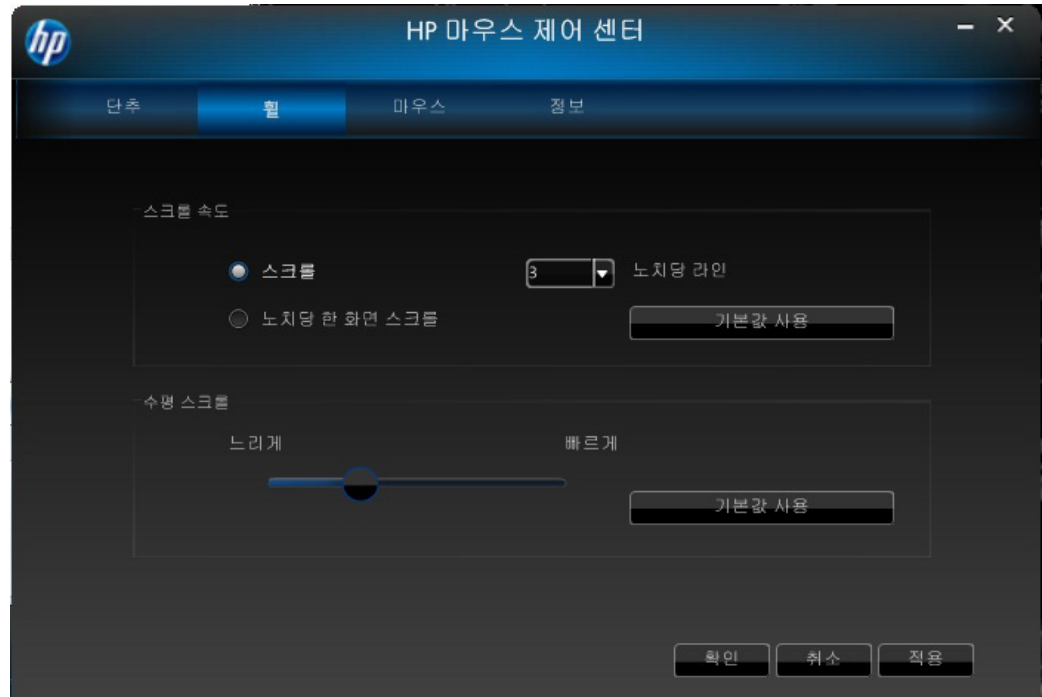 hp
HP 마우스 제어 센터
단추 휠 마우스 정보
스크롤 속도
스크롤 3 노치당 라인
노치당 한 화면 스크롤 기본값 사용
수평 스크롤
느리게 빠르게
기본값 사용
확인 취소 적용